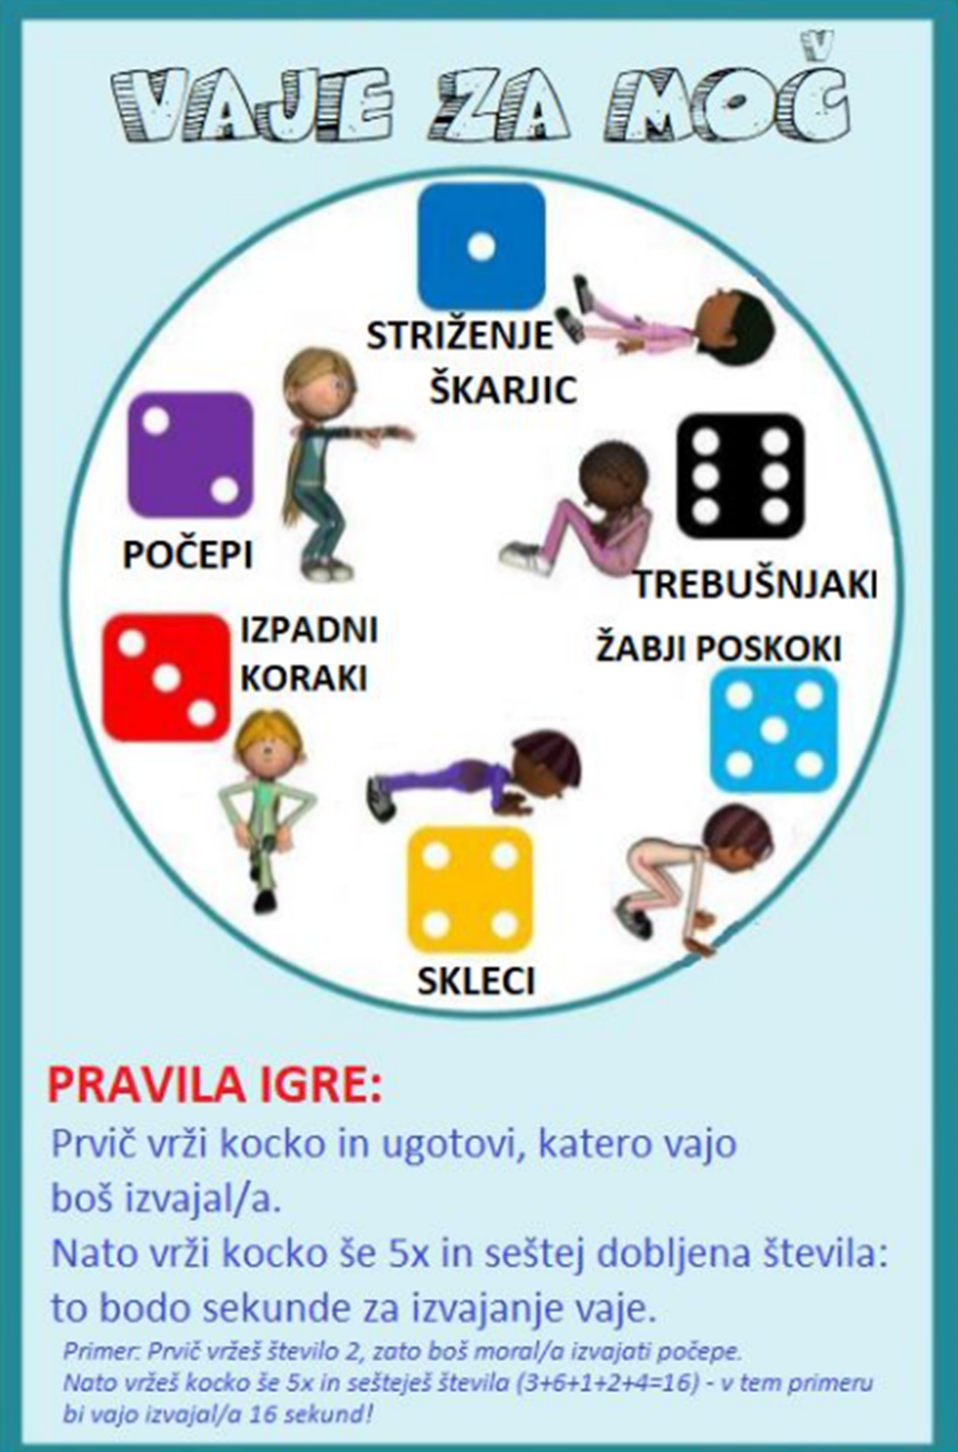 VAJE ZA MOČ
STRIŽENJE
ŠKARJIC
POČEPI
TREBUŠNJAKI
IZPADNI
KORAKI
ŽABJI POSKOKI
SKLECI
PRAVILA IGRE:
Prvič vrži kocko in ugotovi, katero vajo
boš izvajal/a.
Nato vrži kocko še 5x in seštej dobljena števila:
to bodo sekunde za izvajanje vaje.
Primer: Prvič vržeš število 2, zato boš moral/a izvajati počepe.
Nato vržeš kocko še 5x in sešteješ števila (3+6+1+2+4=16) - v tem primeru
bi vajo izvajal/a 16 sekund!